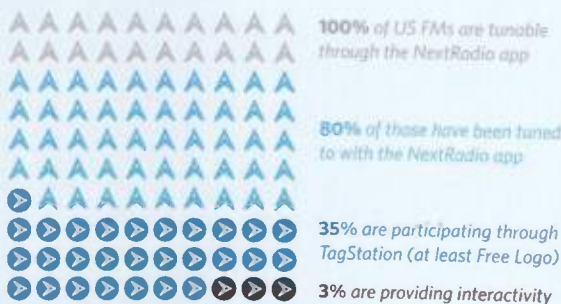 100% of US FMs are tunable
through the NextRadio app
80% of those have been tuned
to with the NextRadio app
35% are participating through
TagStation (at least Free Logo)
3% are providing interactivity